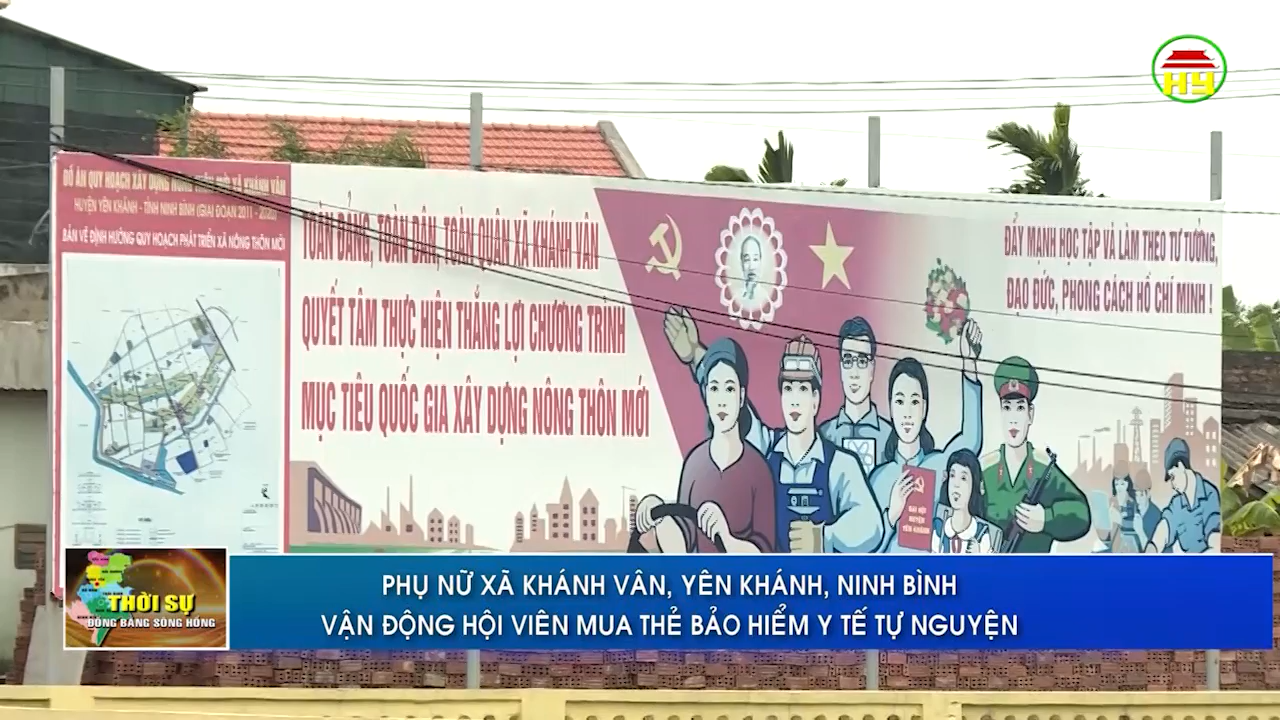 HY
ĐỒ ÁN QUY HOẠCH XÂY DỰNG NÔNG THÔN MỚI XÃ KHÁNH VÂN
HUYỆN YÊN KHÁNH - TỈNH NINH BÌNH (GIAI ĐOẠN 2011 - 2020)
BẢN VẼ ĐỊNH HƯỚNG QUY HOẠCH PHÁT TRIỂN XÃ NÔNG THÔN MỚI
TOÀN ĐẢNG, TOÀN DÂN, TOÀN QUÂN XÃ KHÁNH VÂN
QUYẾT TÂM THỰC HIỆN THẮNG LỢI CHƯƠNG TRÌNH
MỤC TIÊU QUỐC GIA XÂY DỰNG NÔNG THÔN MỚI
ĐẨY MẠNH HỌC TẬP VÀ LÀM THEO TƯ TƯỞNG,
ĐẠO ĐỨC, PHONG CÁCH HỒ CHÍ MINH !
ĐẠI HỘI
HUYỆN
YÊN KHÁNH
THỜI SỰ
ĐỒNG BẰNG SÔNG HỒNG
PHỤ NỮ XÃ KHÁNH VÂN, YÊN KHÁNH, NINH BÌNH
VẬN ĐỘNG HỘI VIÊN MUA THẺ BẢO HIỂM Y TẾ TỰ NGUYỆN